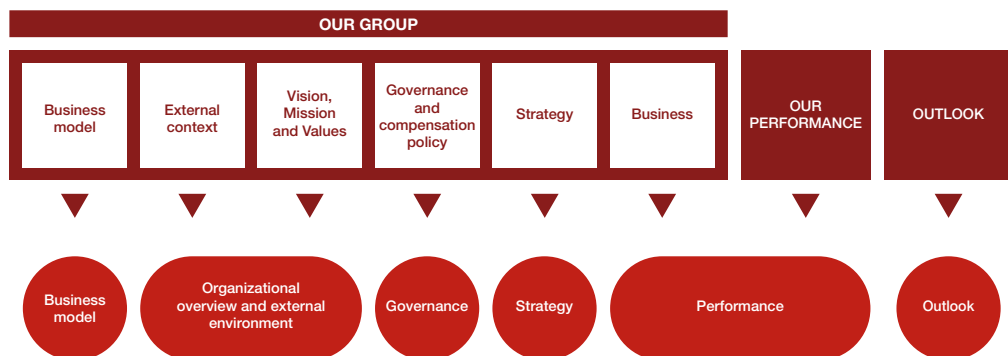 OUR GROUP
Business
model
External
context
Vision,
Mission
and Values
Governance
and
compensation
policy
Strategy
Business
OUR
PERFORMANCE
OUTLOOK
Business
model
Organizational
overview and external
environment
Governance
Strategy
Performance
Outlook